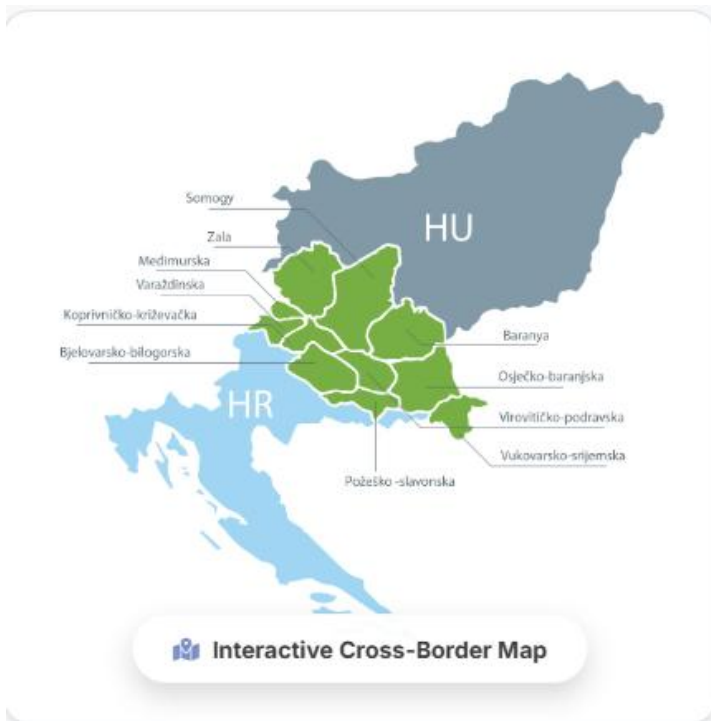 Somogy
HU
Zala
Medimurska
Varaždinska
Koprivničko-križevačka
Baranya
Bjelovarsko-bilogorska
Osječko-baranjska
HR
Virovitičko-podravska
Vukovarsko-srijemska
Požeško -slavonska
Interactive Cross-Border Map